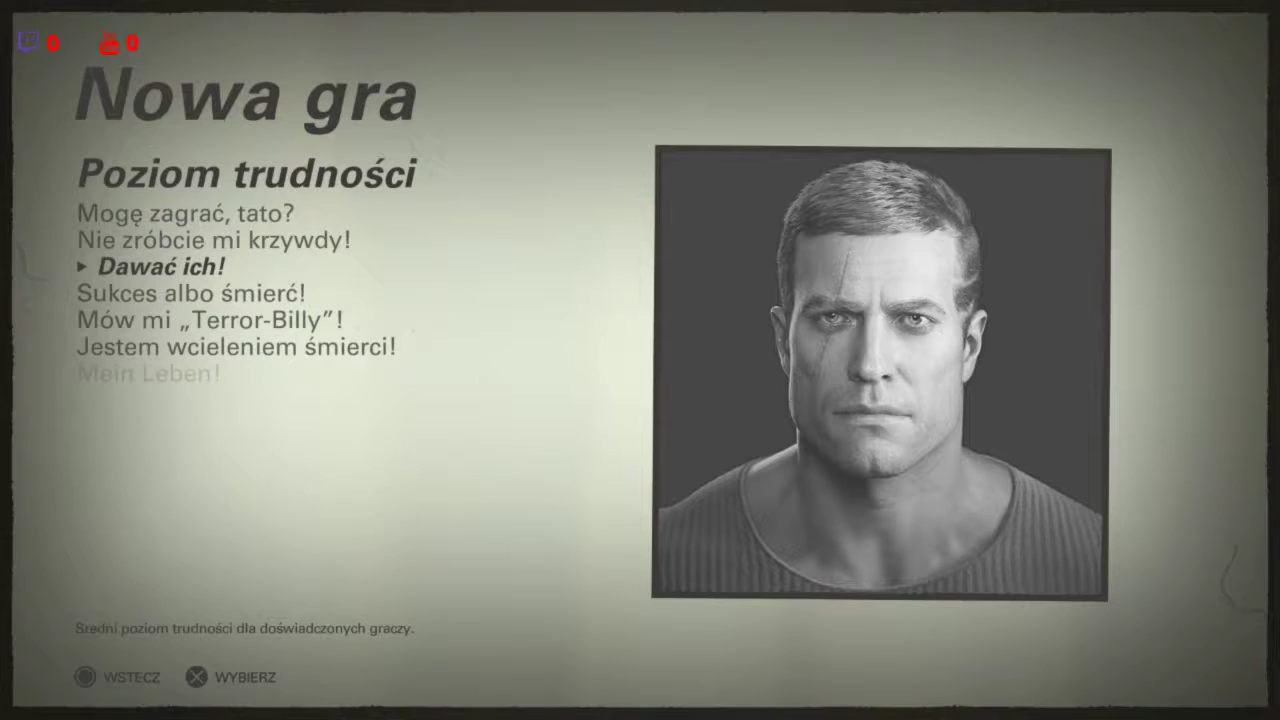 0 0
Nowa gra
Poziom trudności
Mogę zagrać, tato?
Nie zróbcie mi krzywdy!
Dawać ich!
Sukces albo śmierć!
Mów mi „Terror-Billy”!
Jestem wcieleniem śmierci!
Mein Leben!
Średni poziom trudności dla doświadczonych graczy.
WSTECZ WYBIERZ